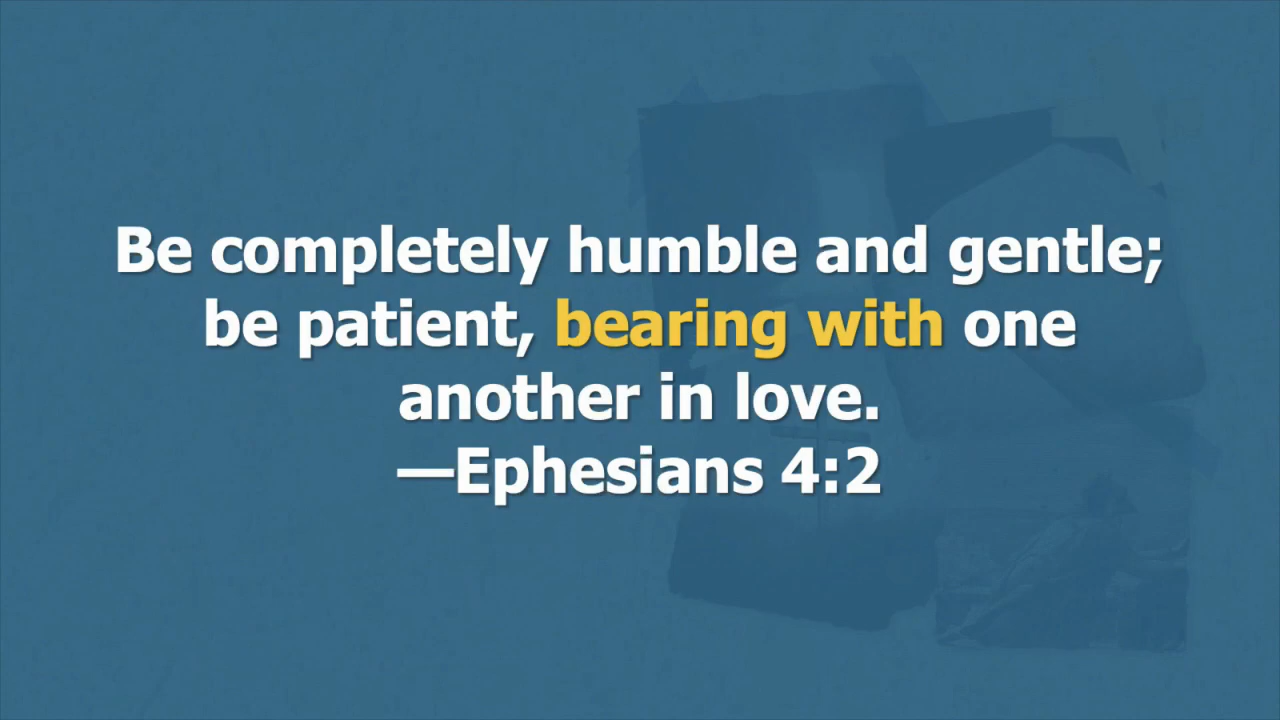 Be completely humble and gentle;
be patient, bearing with one
another in love.
—Ephesians 4:2